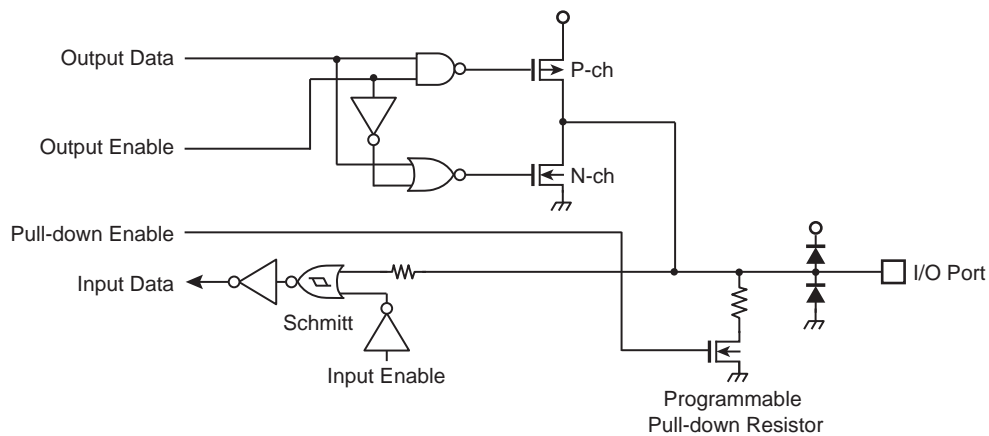 Output Data
P-ch
Output Enable
N-ch
Pull-down Enable
Input Data
I/O Port
Schmitt
Input Enable
Programmable
Pull-down Resistor